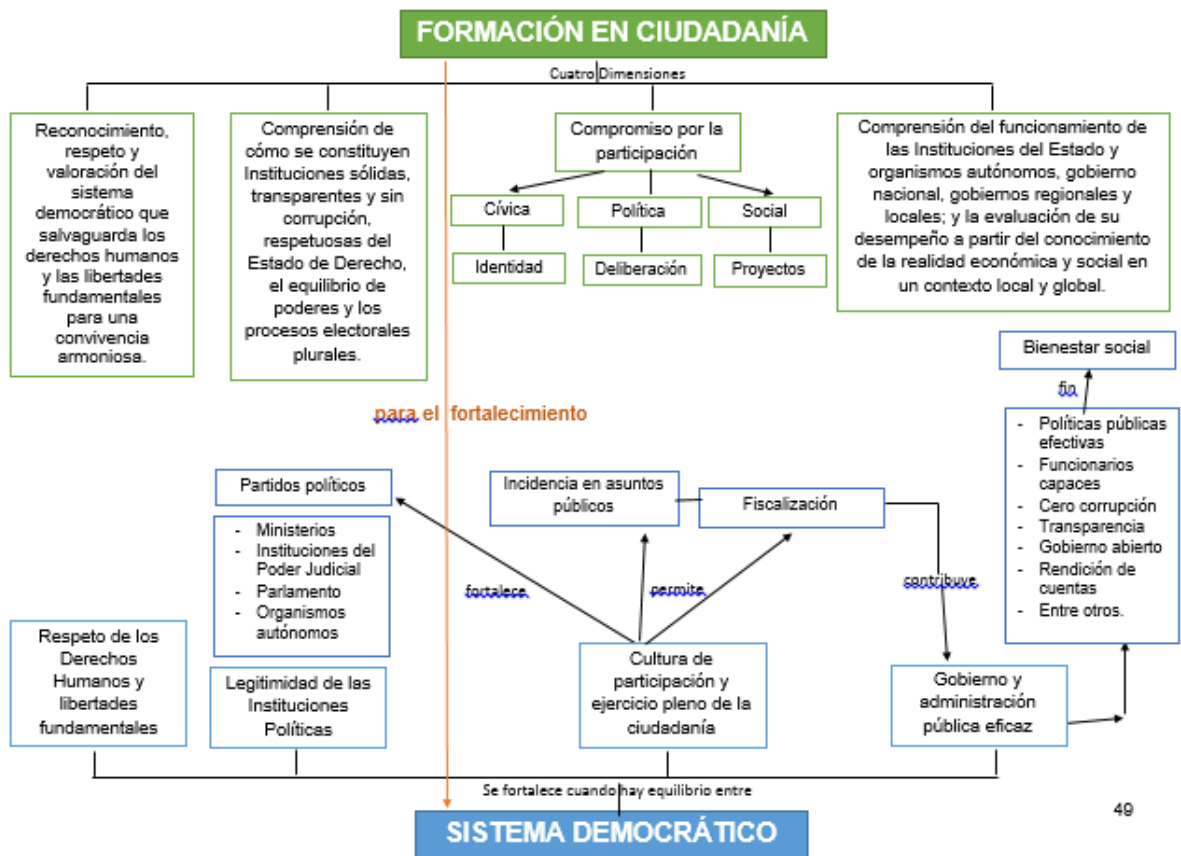 FORMACIÓN EN CIUDADANÍA
Cuatro Dimensiones
Reconocimiento,
respeto y
valoración del
sistema
democrático que
salvaguarda los
derechos humanos
y las libertades
fundamentales
para una
convivencia
armoniosa.
Comprensión de
cómo se constituyen
Instituciones sólidas,
transparentes y sin
corrupción,
respetuosas del
Estado de Derecho,
el equilibrio de
poderes y los
procesos electorales
plurales.
Compromiso por la
participación
Cívica
Política
Social
Identidad
Deliberación
Proyectos
Comprensión del funcionamiento de
las Instituciones del Estado y
organismos autónomos, gobierno
nacional, gobiernos regionales y
locales; y la evaluación de su
desempeño a partir del conocimiento
de la realidad económica y social en
un contexto local y global.
Bienestar social
fin
para el fortalecimiento
- Políticas públicas
efectivas
- Funcionarios
capaces
- Cero corrupción
- Transparencia
- Gobierno abierto
- Rendición de
cuentas
- Entre otros.
Partidos políticos
Incidencia en asuntos
públicos
Fiscalización
- Ministerios
- Instituciones del
Poder Judicial
- Parlamento
- Organismos
autónomos
fortalece
permite
contribuye
Respeto de los
Derechos
Humanos y
libertades
fundamentales
Legitimidad de las
Instituciones
Políticas
Cultura de
participación y
ejercicio pleno de la
ciudadanía
Gobierno y
administración
pública eficaz
Se fortalece cuando hay equilibrio entre
SISTEMA DEMOCRÁTICO
49